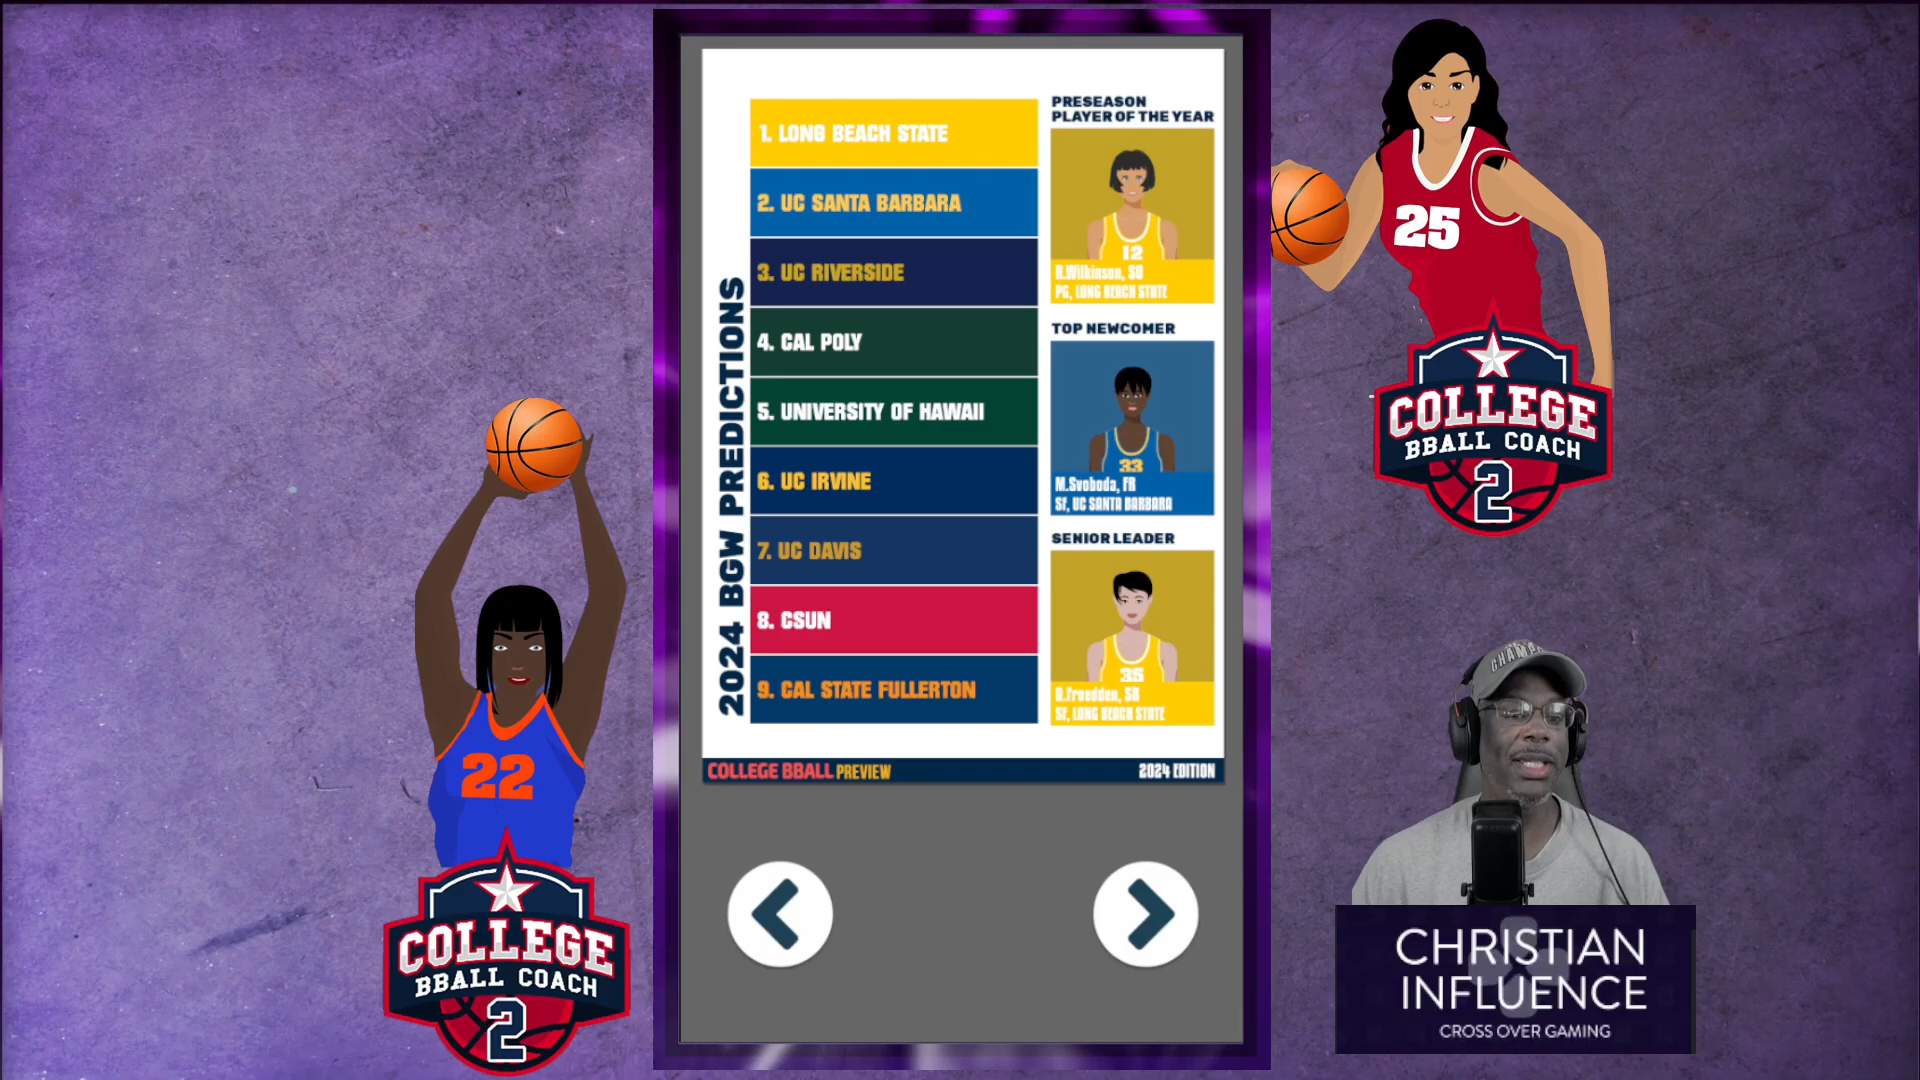 2024 BGW PREDICTIONS
1. LONG BEACH STATE
2. UC SANTA BARBARA
3. UC RIVERSIDE
4. CAL POLY
5. UNIVERSITY OF HAWAII
6. UC IRVINE
7. UC DAVIS
8. CSUN
9. CAL STATE FULLERTON
PRESEASON
PLAYER OF THE YEAR
12
R.Wilkinson, SO
PG, LONG BEACH STATE
TOP NEWCOMER
33
M.Svoboda, FR
SF, UC SANTA BARBARA
SENIOR LEADER
35
SF, LONG BEACH STATE
COLLEGE BBALL PREVIEW
2024 EDITION
22
COLLEGE
BBALL COACH
2
25
COLLEGE
BBALL COACH
2
CHRISTIAN
INFLUENCE
CROSS OVER GAMING